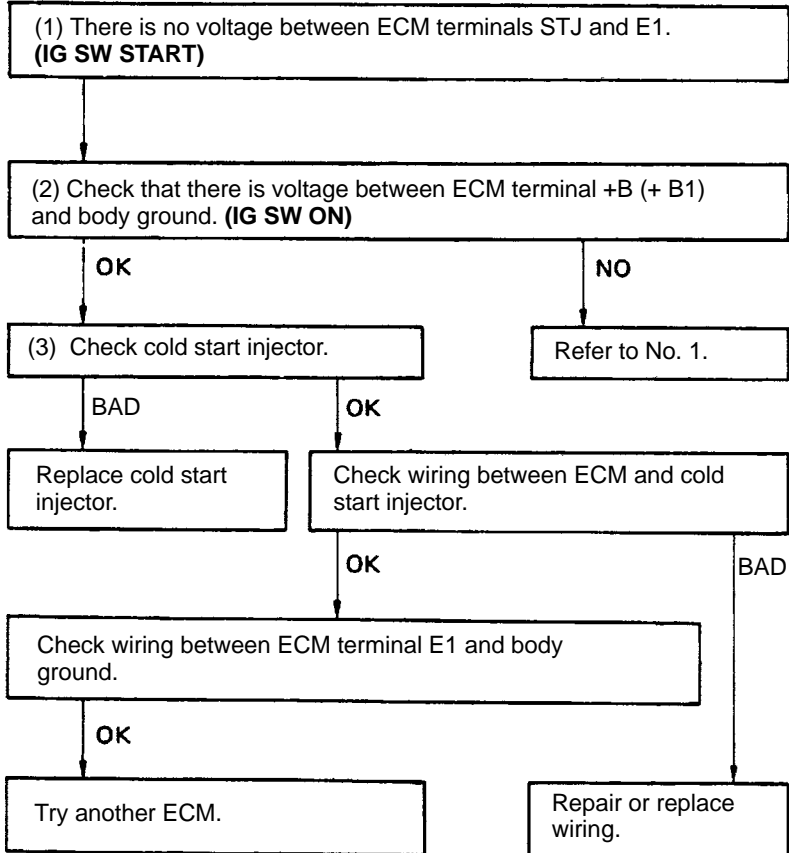 (1) There is no voltage between ECM terminals STJ and E1.
(IG SW START)
(2) Check that there is voltage between ECM terminal +B (+ B1)
and body ground. (IG SW ON)
OK
NO
(3) Check cold start injector.
Refer to No. 1.
BAD
OK
Replace cold start
injector.
Check wiring between ECM and cold
start injector.
OK
BAD
Check wiring between ECM terminal E1 and body
ground.
OK
Try another ECM.
Repair or replace
wiring.